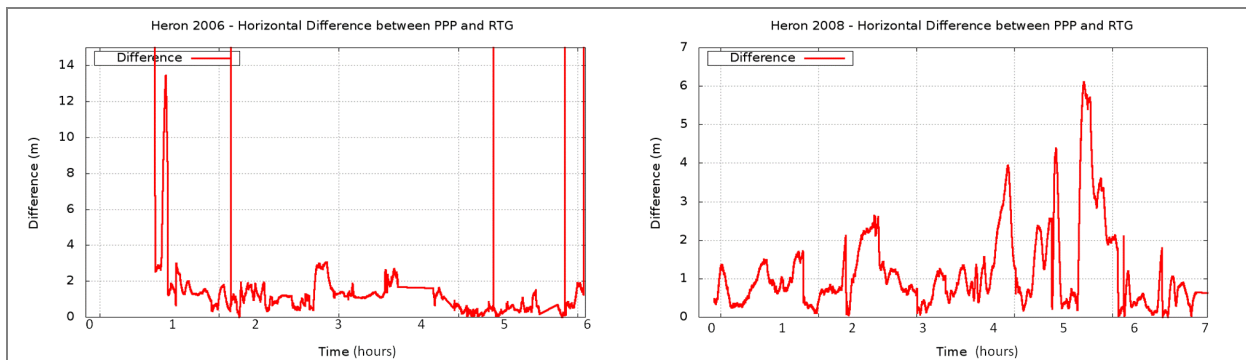 Heron 2006 - Horizontal Difference between PPP and RTG
Difference
14
12
10
8
6
4
2
0
Difference (m)
0 1 2 3 4 5 6
Time (hours)
Heron 2008 - Horizontal Difference between PPP and RTG
Difference
7
6
5
4
3
2
1
0
Difference (m)
0 1 2 3 4 5 6 7
Time (hours)